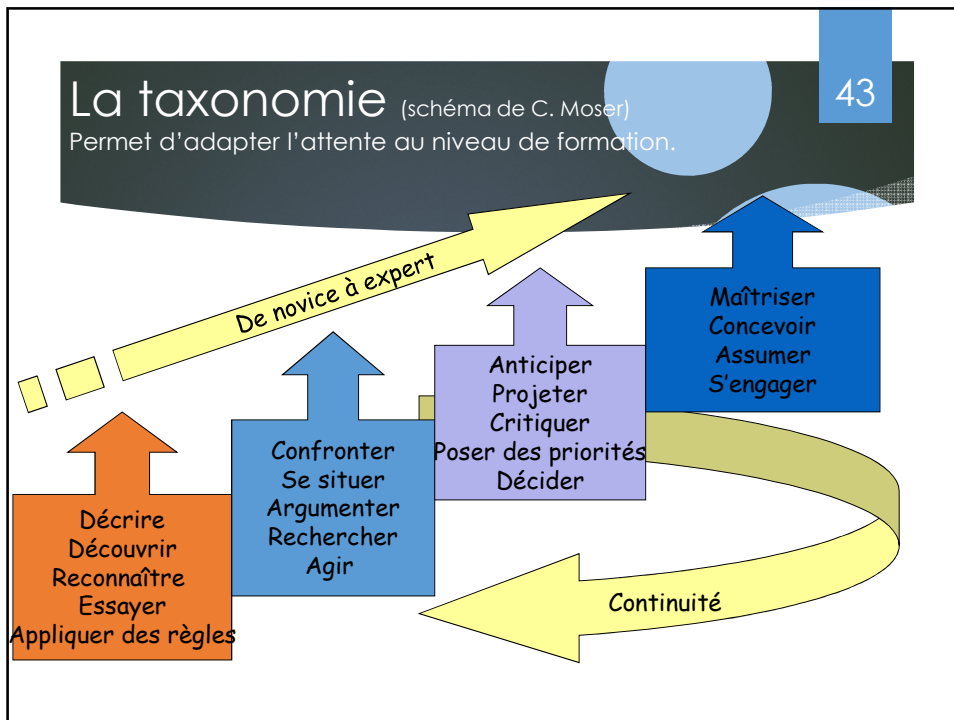 43
La taxonomie (schéma de C. Moser)
Permet d’adapter l’attente au niveau de formation.
De novice à expert
Décrire
Découvrir
Reconnaître
Essayer
Appliquer des règles
Confronter
Se situer
Argumenter
Rechercher
Agir
Anticiper
Projeter
Critiquer
Poser des priorités
Décider
Maîtriser
Concevoir
Assumer
S’engager
Continuité